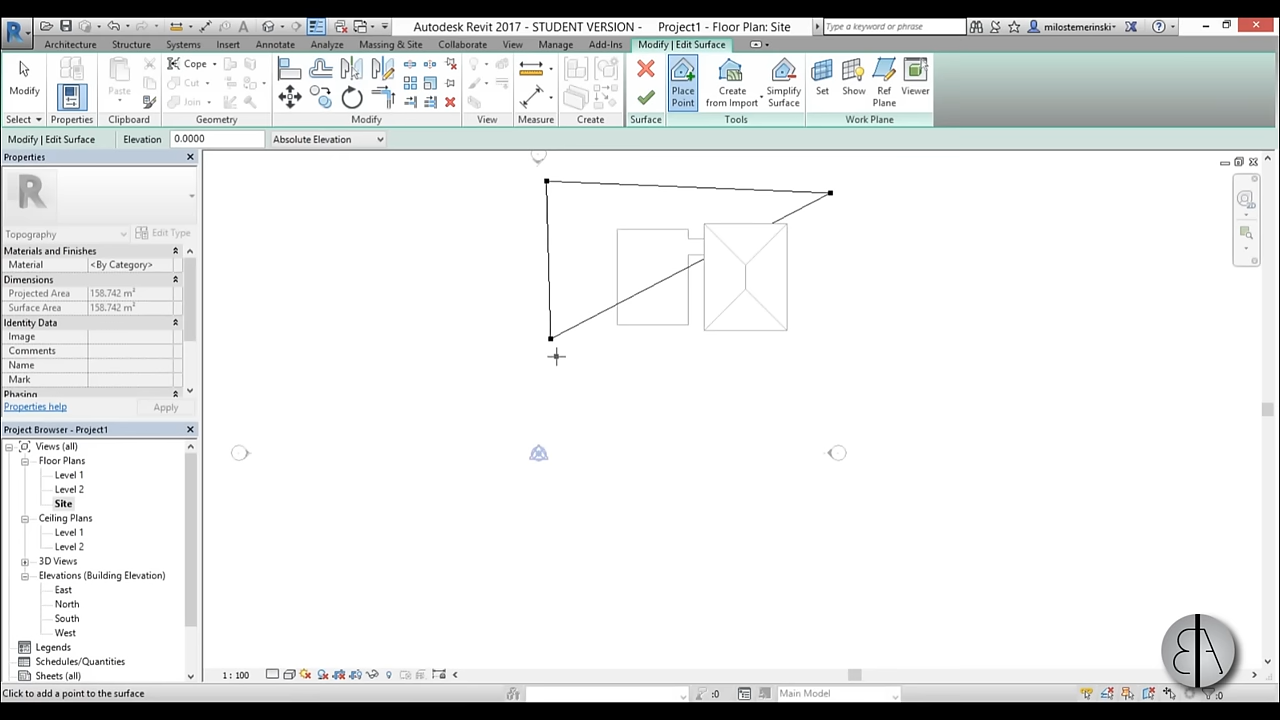 Autodesk Revit 2017 - STUDENT VERSION - Project1 - Floor Plan: Site
Type a keyword or phrase
milostemerinski
Architecture Structure Systems Insert Annotate Analyze Massing & Site Collaborate View Manage Add-Ins Modify | Edit Surface
Modify
Paste
Cope
Cut
Join
Place Point
Create from Import
Simplify Surface
Set
Show
Ref Plane
Viewer
Select Properties Clipboard Geometry Modify View Measure Create Surface Tools Work Plane
Modify | Edit Surface Elevation 0.0000 Absolute Elevation
Properties
R
Topography Edit Type
Materials and Finishes
Material <By Category>
Dimensions
Projected Area 158.742 m²
Surface Area 158.742 m²
Identity Data
Image
Comments
Name
Mark
Phasing
Properties help Apply
Project Browser - Project1
Views (all)
Floor Plans
Level 1
Level 2
Site
Ceiling Plans
Level 1
Level 2
3D Views
Elevations (Building Elevation)
East
North
South
West
Legends
Schedules/Quantities
Sheets (all)
1 : 100
Click to add a point to the surface
:0
Main Model
:0